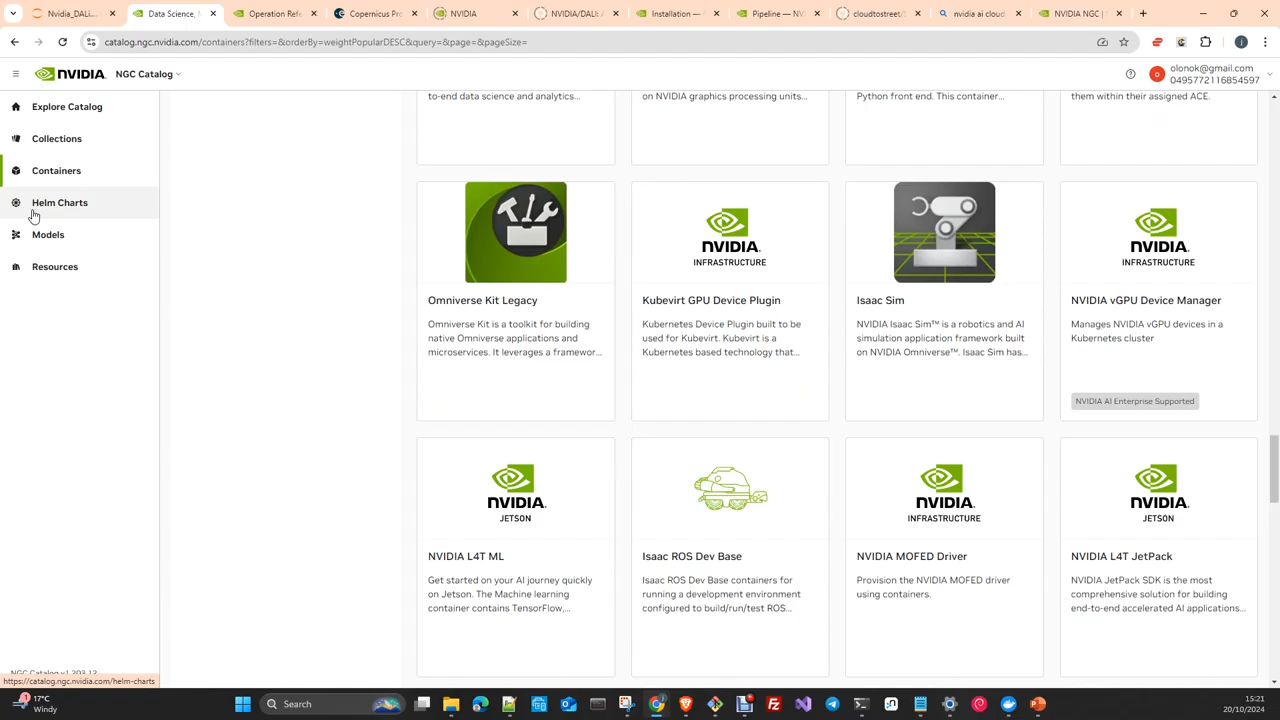 Nvidia_DALI
Data Science, M
Operation Refe
Copernicus Pro
NVIDIA
NVIDIA/DALI:
Installation —
Pipeline — NV
cloudtostreet/
nvidia ai cloud
NVIDIA NGC |
catalog.ngc.nvidia.com/containers?filters=&orderBy=weightPopularDESC&query=&page=&pageSize=
NVIDIA. NGC Catalog
olonok@gmail.com
0495772116854597
Explore Catalog
Collections
Containers
Helm Charts
Models
Resources
to-end data science and analytics...
on NVIDIA graphics processing units...
Python front end. This container...
them within their assigned ACE.
NVIDIA.
INFRASTRUCTURE
NVIDIA.
INFRASTRUCTURE
Omniverse Kit Legacy
Omniverse Kit is a toolkit for building
native Omniverse applications and
microservices. It leverages a framewor...
Kubevirt GPU Device Plugin
Kubernetes Device Plugin built to be
used for Kubevirt. Kubevirt is a
Kubernetes based technology that...
Isaac Sim
NVIDIA Isaac Sim™ is a robotics and AI
simulation application framework built
on NVIDIA Omniverse™. Isaac Sim has...
NVIDIA vGPU Device Manager
Manages NVIDIA vGPU devices in a
Kubernetes cluster
NVIDIA AI Enterprise Supported
NVIDIA.
JETSON
NVIDIA.
INFRASTRUCTURE
NVIDIA.
JETSON
NVIDIA L4T ML
Get started on your AI journey quickly
on Jetson. The Machine learning
container contains TensorFlow,...
Isaac ROS Dev Base
Isaac ROS Dev Base containers for
running a development environment
configured to build/run/test ROS...
NVIDIA MOFED Driver
Provision the NVIDIA MOFED driver
using containers.
NVIDIA L4T JetPack
NVIDIA JetPack SDK is the most
comprehensive solution for building
end-to-end accelerated AI applications...
NGC Catalog v1.203.12
https://catalog.ngc.nvidia.com/helm-charts
17°C
Windy
Search
15:21
20/10/2024